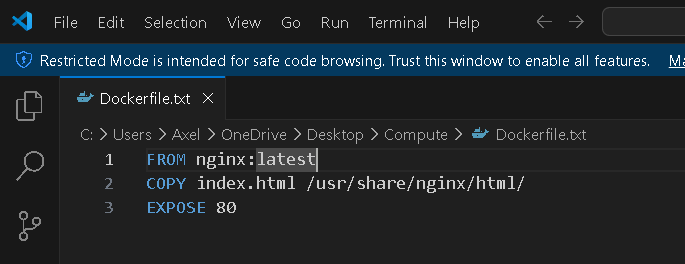 File Edit Selection View Go Run Terminal Help
Restricted Mode is intended for safe code browsing. Trust this window to enable all features. Ma
Dockerfile.txt
C: > Users > Axel > OneDrive > Desktop > Compute > Dockerfile.txt
1 FROM nginx:latest
2 COPY index.html /usr/share/nginx/html/
3 EXPOSE 80